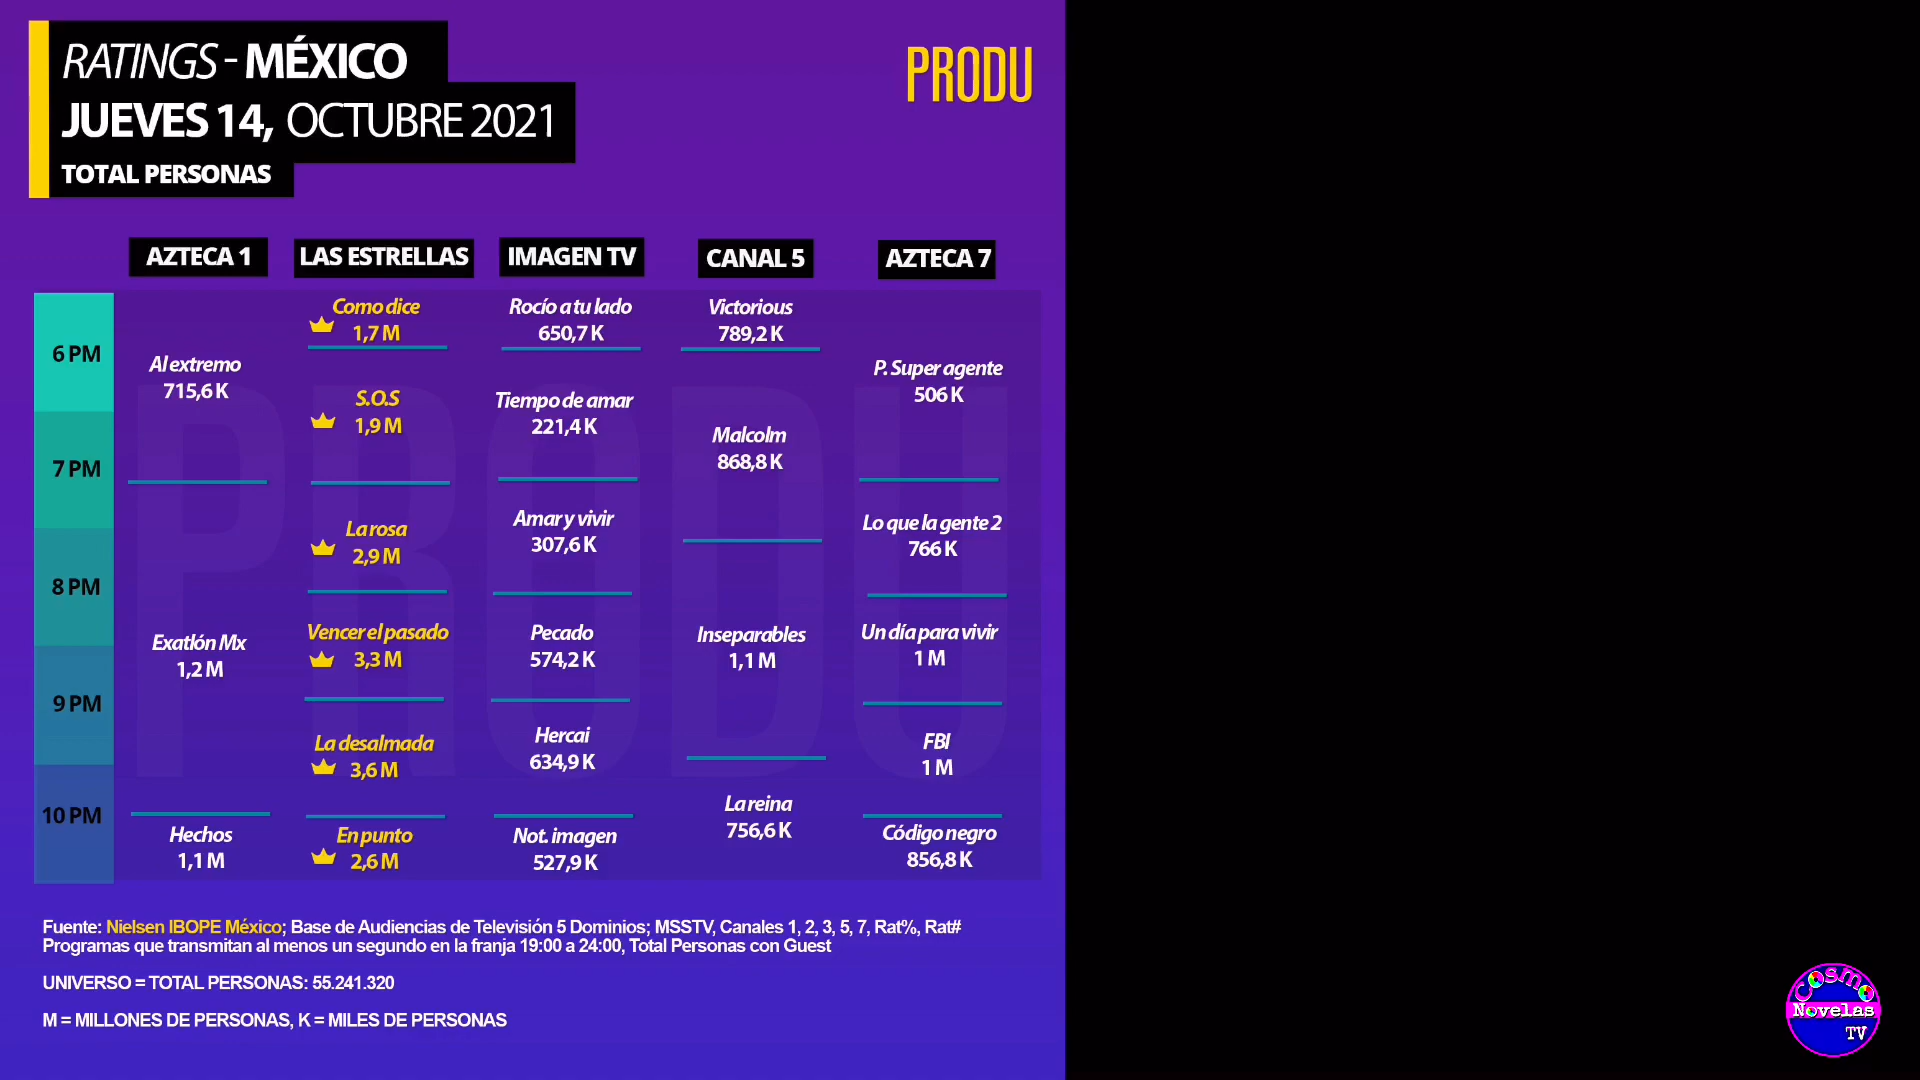 RATINGS - MÉXICO
JUEVES 14, OCTUBRE 2021
TOTAL PERSONAS
PRODU
AZTECA 1
LAS ESTRELLAS
IMAGEN TV
CANAL 5
AZTECA 7
6 PM
7 PM
8 PM
9 PM
10 PM
Al extremo
715,6 K
Exatlón Mx
1,2 M
Hechos
1,1 M
Como dice
1,7 M
S.O.S
1,9 M
La rosa
2,9 M
Vencer el pasado
3,3 M
La desalmada
3,6 M
En punto
2,6 M
Rocío a tu lado
650,7 K
Tiempo de amar
221,4 K
Amar y vivir
307,6 K
Pecado
574,2 K
Hercai
634,9 K
Not. imagen
527,9 K
Victorious
789,2 K
Malcolm
868,8 K
Inseparables
1,1 M
La reina
756,6 K
P. Super agente
506 K
Lo que la gente 2
766 K
Un día para vivir
1 M
FBI
1 M
Código negro
856,8 K
PRODU
Fuente: Nielsen IBOPE México; Base de Audiencias de Televisión 5 Dominios; MSSTV, Canales 1, 2, 3, 5, 7, Rat%, Rat#
Programas que transmitan al menos un segundo en la franja 19:00 a 24:00, Total Personas con Guest
UNIVERSO = TOTAL PERSONAS: 55.241.320
M = MILLONES DE PERSONAS, K = MILES DE PERSONAS
Cosmo
Novelas
TV